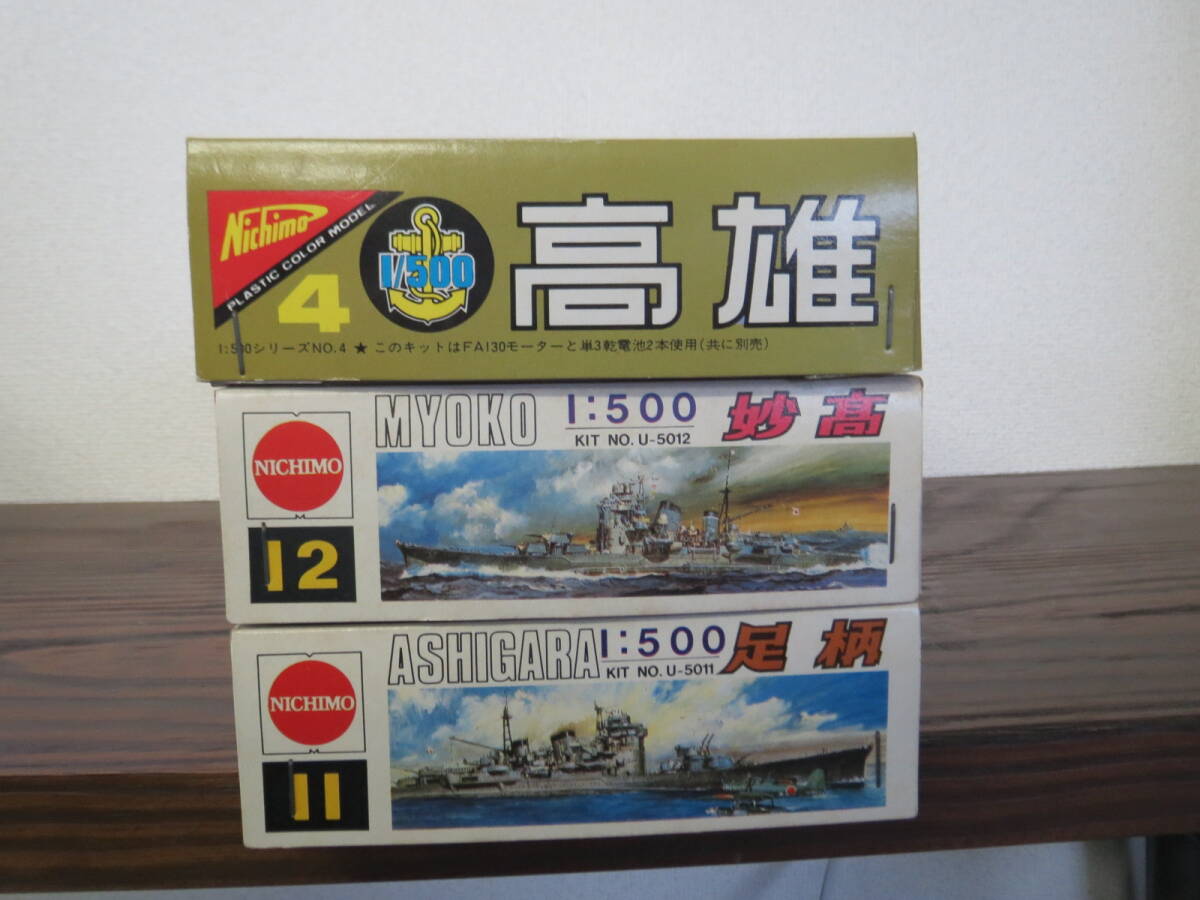 Nichimo
PLASTIC COLOR MODEL
4
1/500
高雄
1:500シリーズNO.4 ★ このキットはFA130モーターと単3乾電池2本使用(共に別売)
NICHIMO
M
12
MYOKO
1:500
KIT NO. U-5012
妙高
NICHIMO
M
11
ASHIGARA
1:500
KIT NO. U-5011
足柄